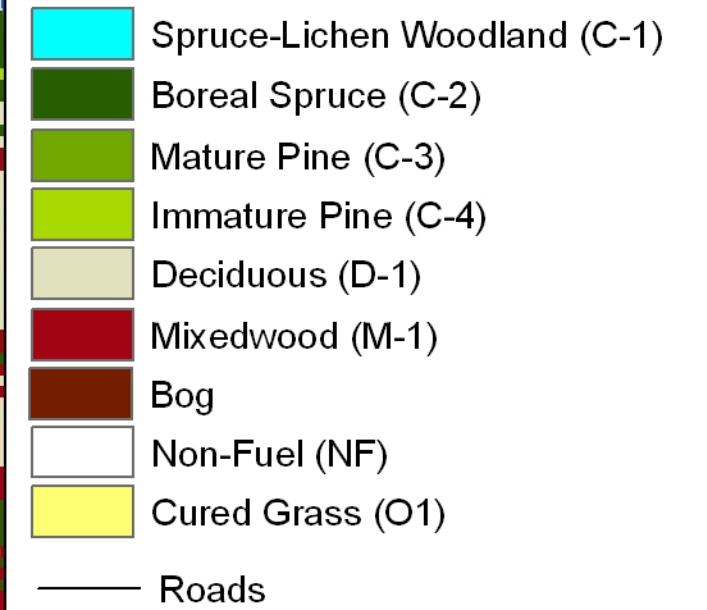 Spruce-Lichen Woodland (C-1)
Boreal Spruce (C-2)
Mature Pine (C-3)
Immature Pine (C-4)
Deciduous (D-1)
Mixedwood (M-1)
Bog
Non-Fuel (NF)
Cured Grass (O1)
Roads